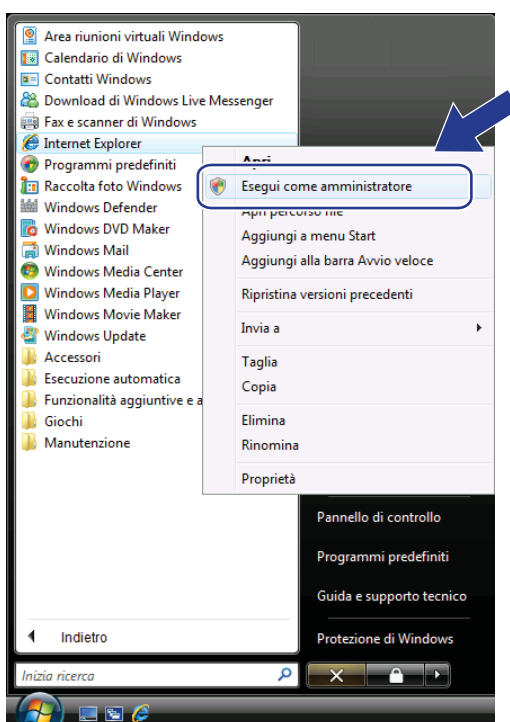 Area riunioni virtuali Windows
Calendario di Windows
Contatti Windows
Download di Windows Live Messenger
Fax e scanner di Windows
Internet Explorer
Programmi predefiniti
Raccolta foto Windows
Windows Defender
Windows DVD Maker
Windows Mail
Windows Media Center
Windows Media Player
Windows Movie Maker
Windows Update
Accessori
Esecuzione automatica
Funzionalità aggiuntive e a
Giochi
Manutenzione
Indietro
Inizia ricerca
Apri
Esegui come amministratore
Apri percorso file
Aggiungi a menu Start
Aggiungi alla barra Avvio veloce
Ripristina versioni precedenti
Invia a
Taglia
Copia
Elimina
Rinomina
Proprietà
Pannello di controllo
Programmi predefiniti
Guida e supporto tecnico
Protezione di Windows